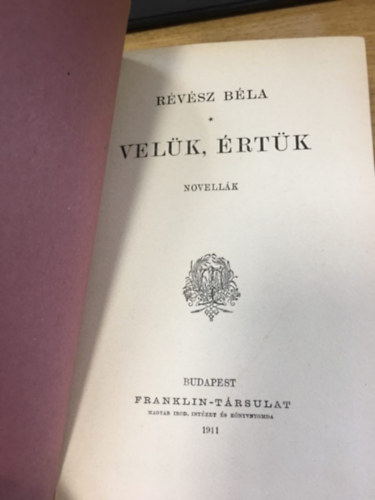 RÉVÉSZ BÉLA
*
VELÜK, ÉRTÜK
NOVELLÁK
BUDAPEST
FRANKLIN-TÁRSULAT
MAGYAR IROD. INTÉZET ÉS KÖNYVNYOMDA
1911